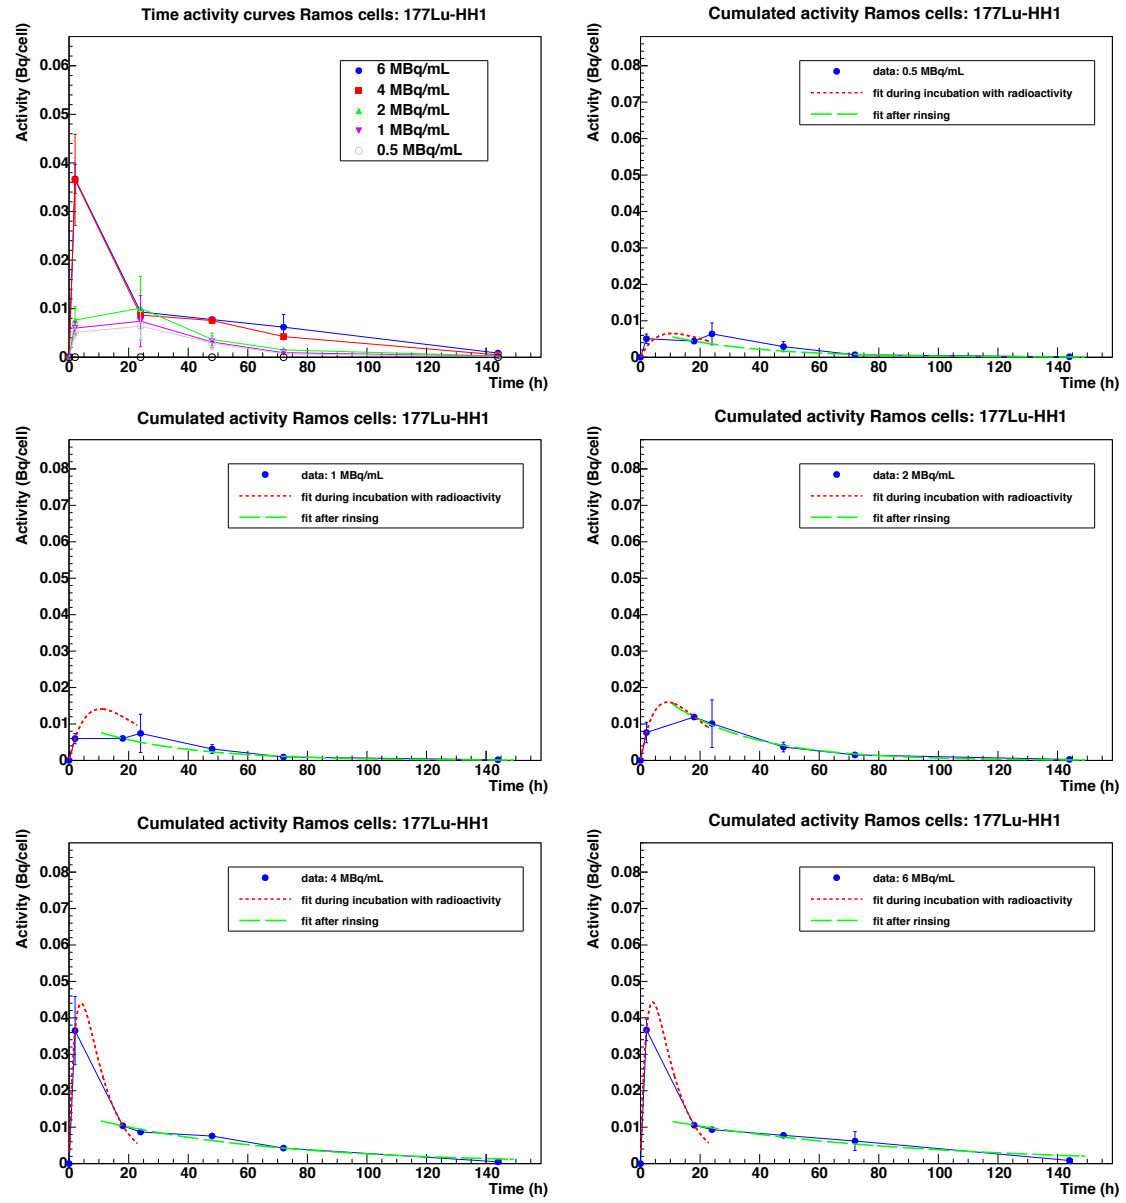 Time activity curves Ramos cells: 177Lu-HH1
Activity (Bq/cell)
0.06
0.05
0.04
0.03
0.02
0.01
0
6 MBq/mL
4 MBq/mL
2 MBq/mL
1 MBq/mL
0.5 MBq/mL
0 20 40 60 80 100 120 140
Time (h)
Cumulated activity Ramos cells: 177Lu-HH1
Activity (Bq/cell)
0.08
0.07
0.06
0.05
0.04
0.03
0.02
0.01
0
data: 0.5 MBq/mL
fit during incubation with radioactivity
fit after rinsing
0 20 40 60 80 100 120 140
Time (h)
Cumulated activity Ramos cells: 177Lu-HH1
Activity (Bq/cell)
0.08
0.07
0.06
0.05
0.04
0.03
0.02
0.01
0
data: 1 MBq/mL
fit during incubation with radioactivity
fit after rinsing
0 20 40 60 80 100 120 140
Time (h)
Cumulated activity Ramos cells: 177Lu-HH1
Activity (Bq/cell)
0.08
0.07
0.06
0.05
0.04
0.03
0.02
0.01
0
data: 2 MBq/mL
fit during incubation with radioactivity
fit after rinsing
0 20 40 60 80 100 120 140
Time (h)
Cumulated activity Ramos cells: 177Lu-HH1
Activity (Bq/cell)
0.08
0.07
0.06
0.05
0.04
0.03
0.02
0.01
0
data: 4 MBq/mL
fit during incubation with radioactivity
fit after rinsing
0 20 40 60 80 100 120 140
Time (h)
Cumulated activity Ramos cells: 177Lu-HH1
Activity (Bq/cell)
0.08
0.07
0.06
0.05
0.04
0.03
0.02
0.01
0
data: 6 MBq/mL
fit during incubation with radioactivity
fit after rinsing
0 20 40 60 80 100 120 140
Time (h)